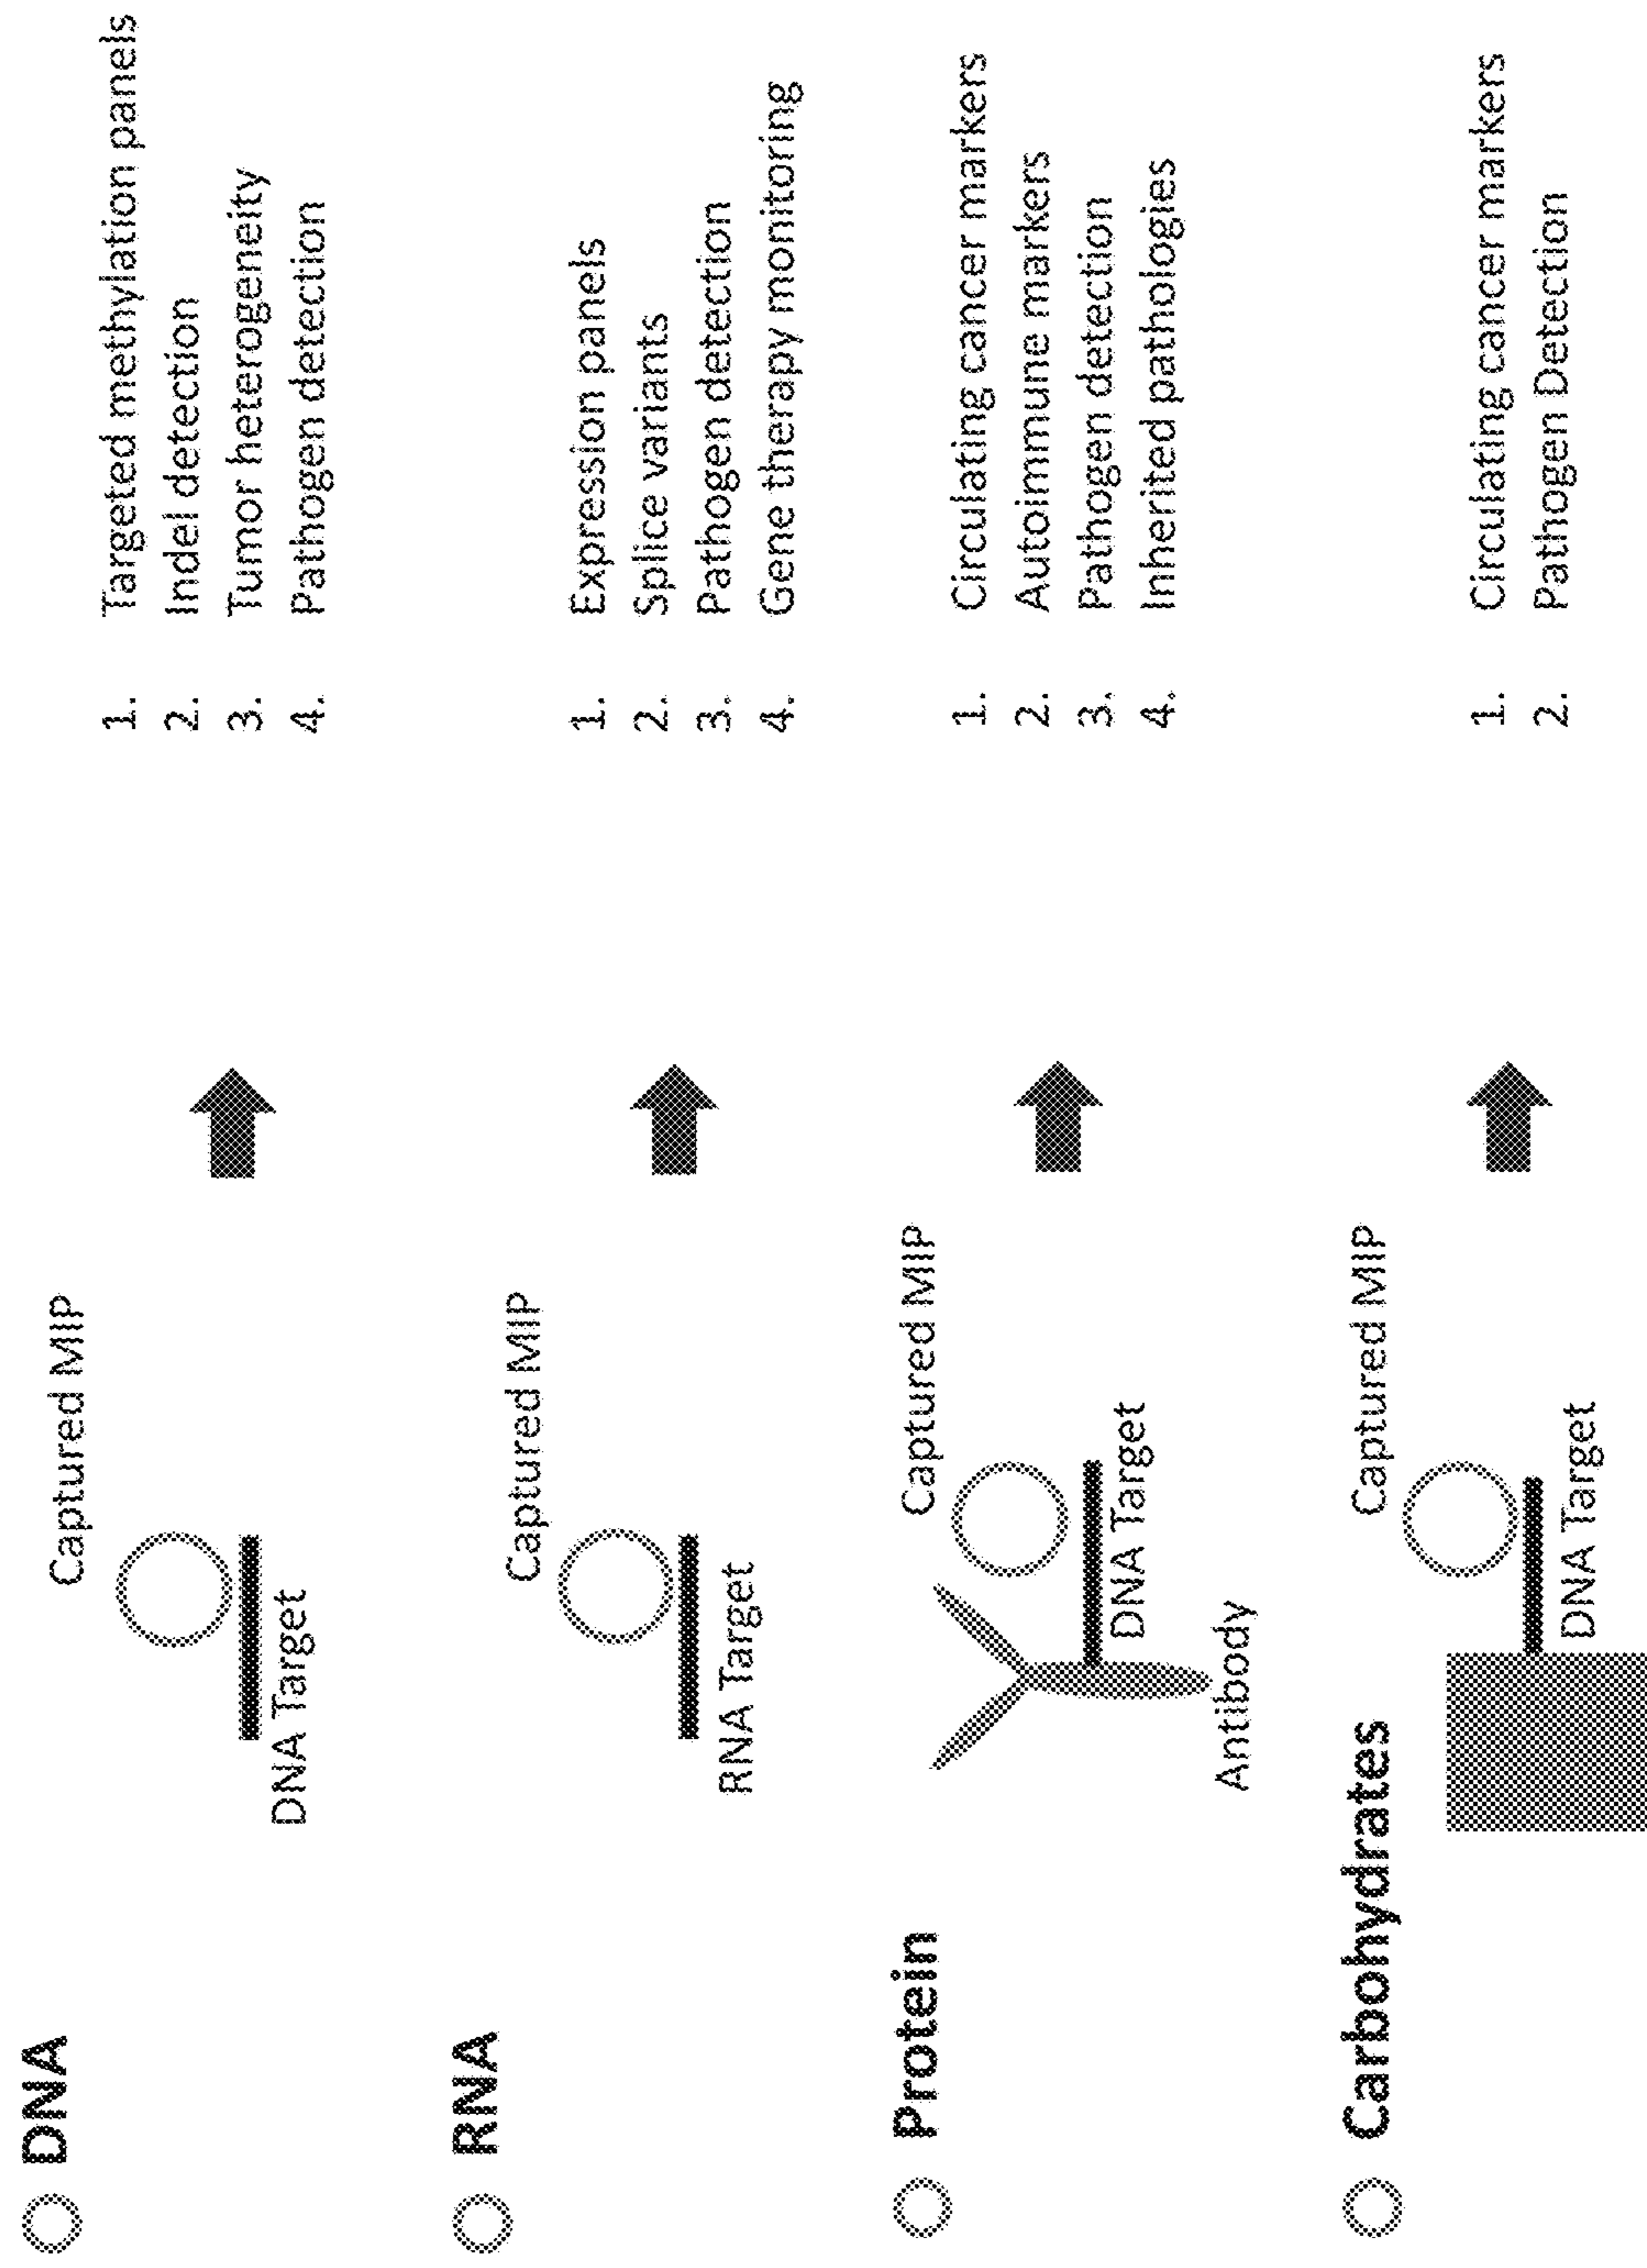 DNA
Captured MIP
DNA Target
1. Targeted methylation panels
2. Indel detection
3. Tumor heterogeneity
4. Pathogen detection
RNA
Captured MIP
RNA Target
1. Expression panels
2. Splice variants
3. Pathogen detection
4. Gene therapy monitoring
Protein
Captured MIP
DNA Target
Antibody
1. Circulating cancer markers
2. Autoimmune markers
3. Pathogen detection
4. Inherited pathologies
Carbohydrates
Captured MIP
DNA Target
1. Circulating cancer markers
2. Pathogen Detection